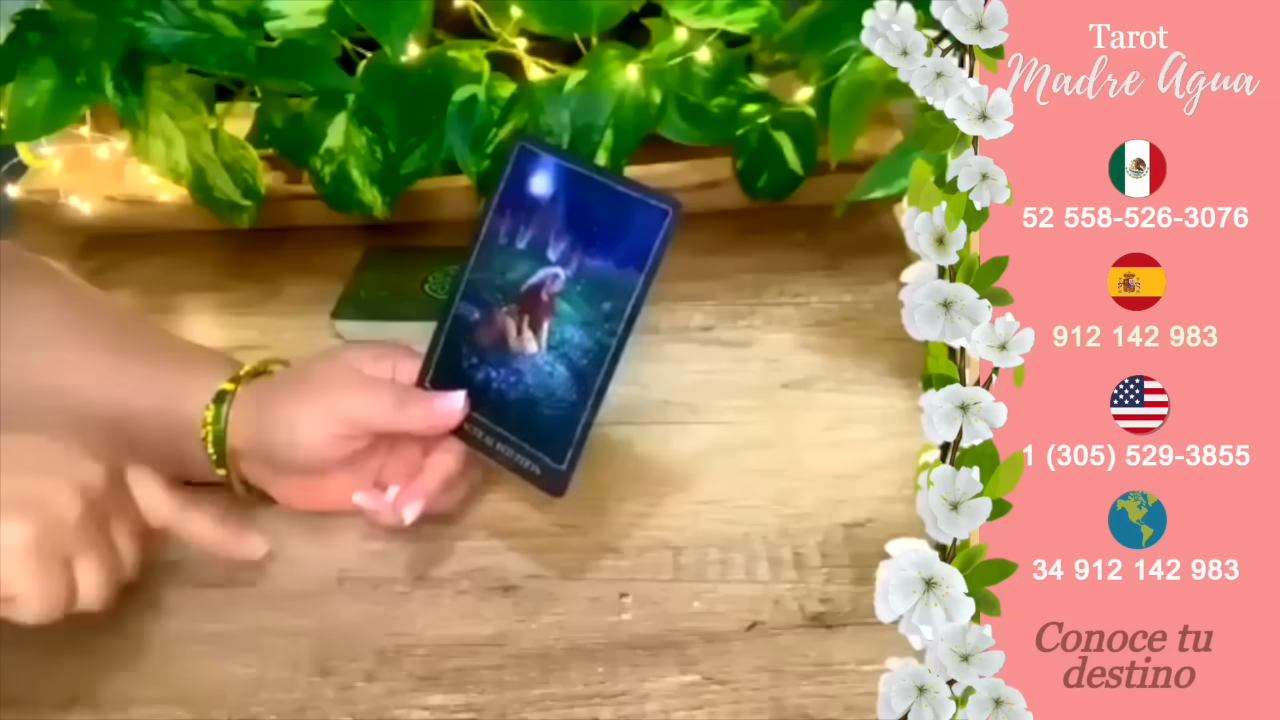 Tarot
Madre Agua
52 558-526-3076
912 142 983
1 (305) 529-3855
34 912 142 983
Conoce tu
destino